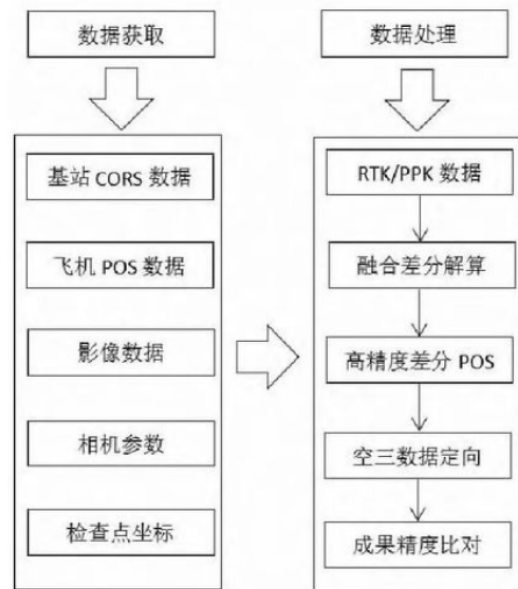 数据获取
基站 CORS 数据
飞机 POS 数据
影像数据
相机参数
检查点坐标
数据处理
RTK/PPK 数据
融合差分解算
高精度差分 POS
空三数据定向
成果精度比对